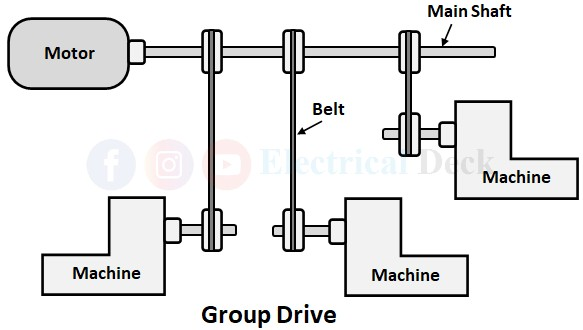 Main Shaft
Motor
Belt
Electrical Deck
Machine
Machine
Machine
Group Drive